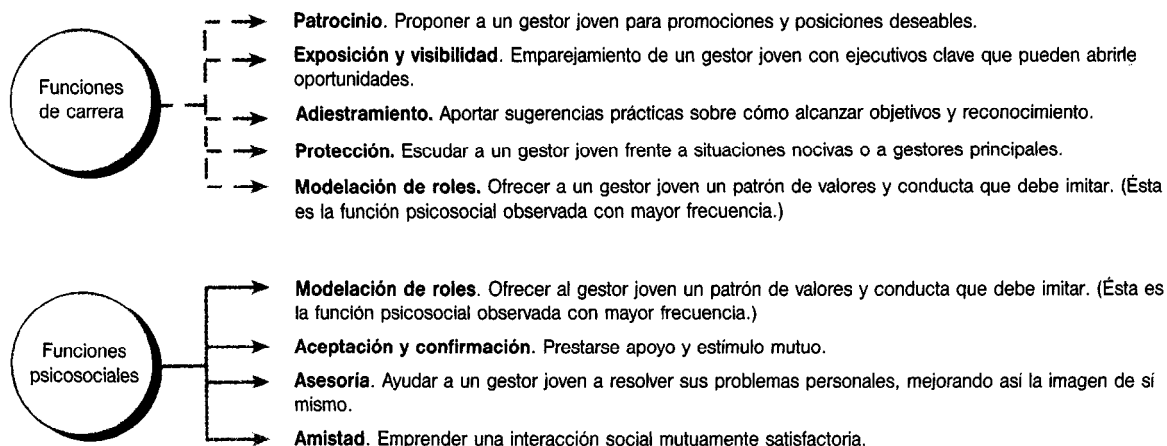 Funciones
de carrera
Patrocinio. Proponer a un gestor joven para promociones y posiciones deseables.
Exposición y visibilidad. Emparejamiento de un gestor joven con ejecutivos clave que pueden abrirle
oportunidades.
Adiestramiento. Aportar sugerencias prácticas sobre cómo alcanzar objetivos y reconocimiento.
Protección. Escudar a un gestor joven frente a situaciones nocivas o a gestores principales.
Modelación de roles. Ofrecer a un gestor joven un patrón de valores y conducta que debe imitar. (Ésta
es la función psicosocial observada con mayor frecuencia.)
Funciones
psicosociales
Modelación de roles. Ofrecer al gestor joven un patrón de valores y conducta que debe imitar. (Ésta es
la función psicosocial observada con mayor frecuencia.)
Aceptación y confirmación. Prestarse apoyo y estímulo mutuo.
Asesoría. Ayudar a un gestor joven a resolver sus problemas personales, mejorando así la imagen de sí
mismo.
Amistad. Emprender una interacción social mutuamente satisfactoria.